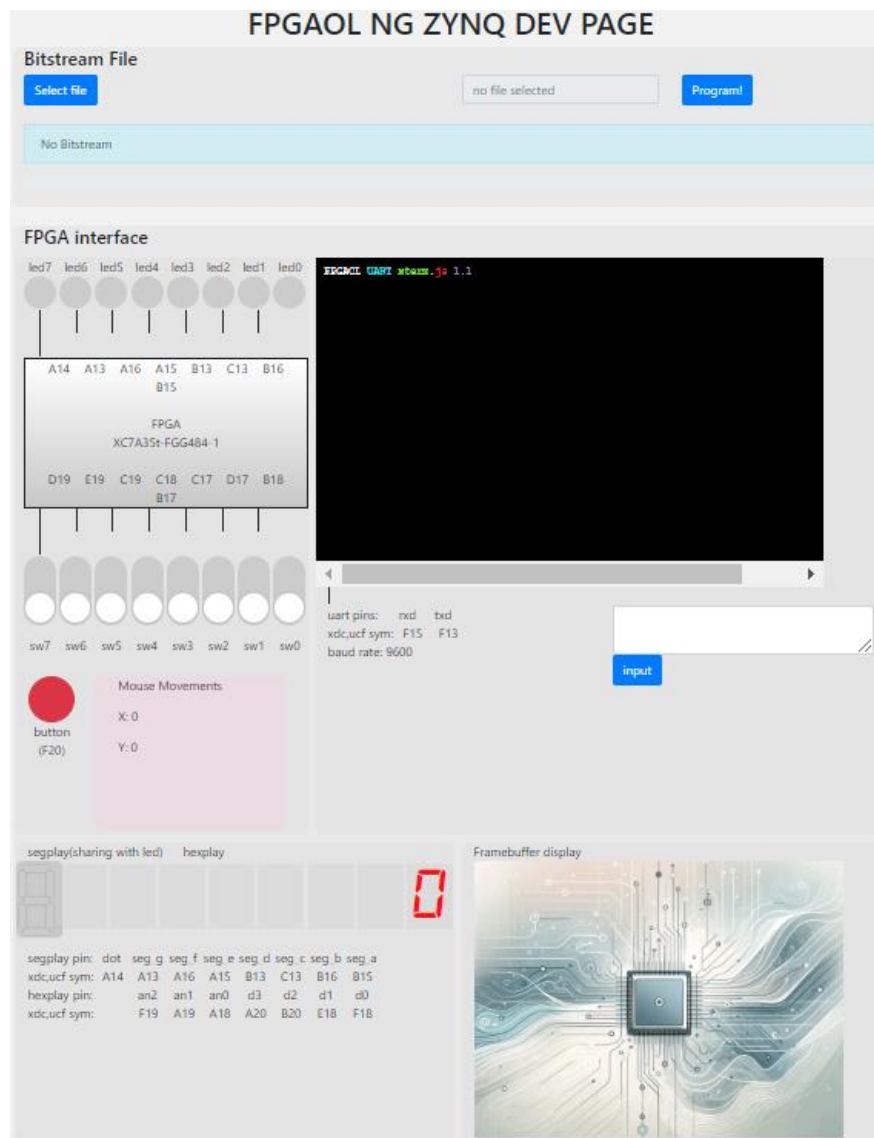 FPGAOL NG ZYNQ DEV PAGE
Bitstream File
Select file
no file selected
Program!
No Bitstream
FPGA interface
led7 led6 led5 led4 led3 led2 led1 led0
FPGAOL UART xterm.js 1.1
A14 A13 A16 A15 B13 C13 B16
B15
FPGA
XC7A35t-FGG484-1
D19 E19 C19 C18 C17 D17 B18
B17
sw7 sw6 sw5 sw4 sw3 sw2 sw1 sw0
uart pins: rxd txd
xdc,ucf sym: F15 F13
baud rate: 9600
input
button
(F20)
Mouse Movements
X: 0
Y: 0
segplay(sharing with led) hexplay
0
segplay pin: dot seg_g seg_f seg_e seg_d seg_c seg_b seg_a
xdc,ucf sym: A14 A13 A16 A15 B13 C13 B16 B15
hexplay pin: an2 an1 an0 d3 d2 d1 d0
xdc,ucf sym: F19 A19 A18 A20 B20 E18 F18
Framebuffer display